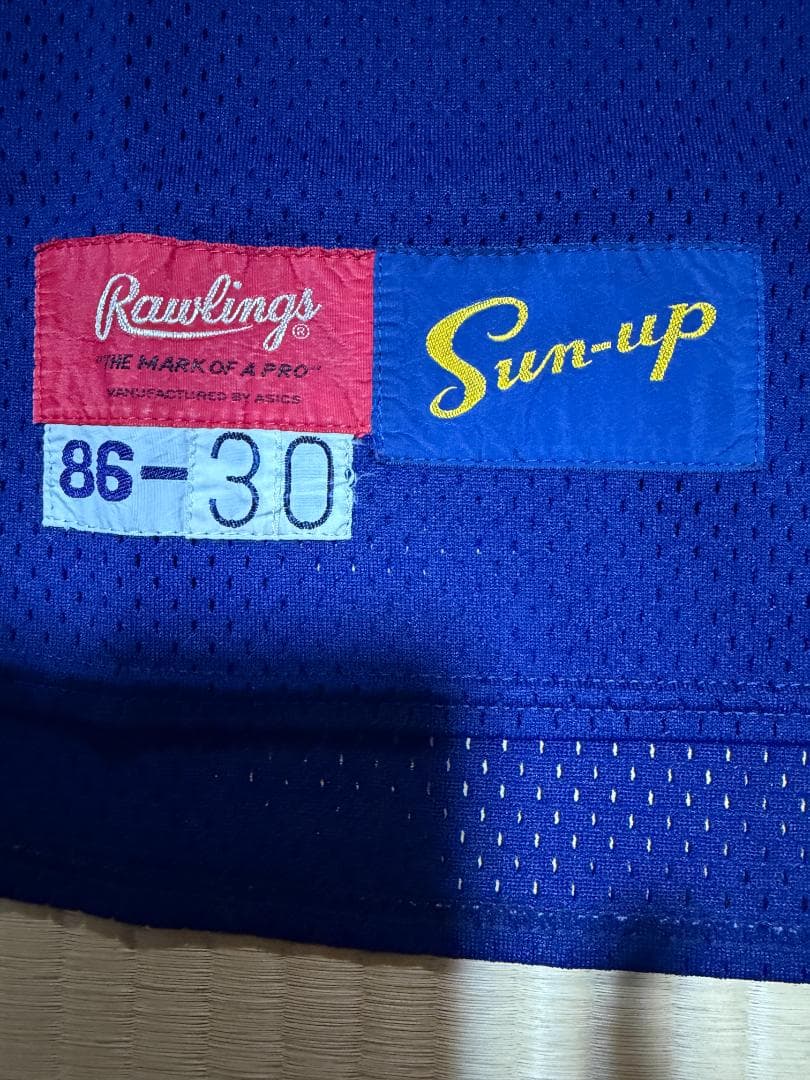 Rawlings®
"THE MARK OF A PRO"
MANUFACTURED BY ASICS
86-30
Sun-up